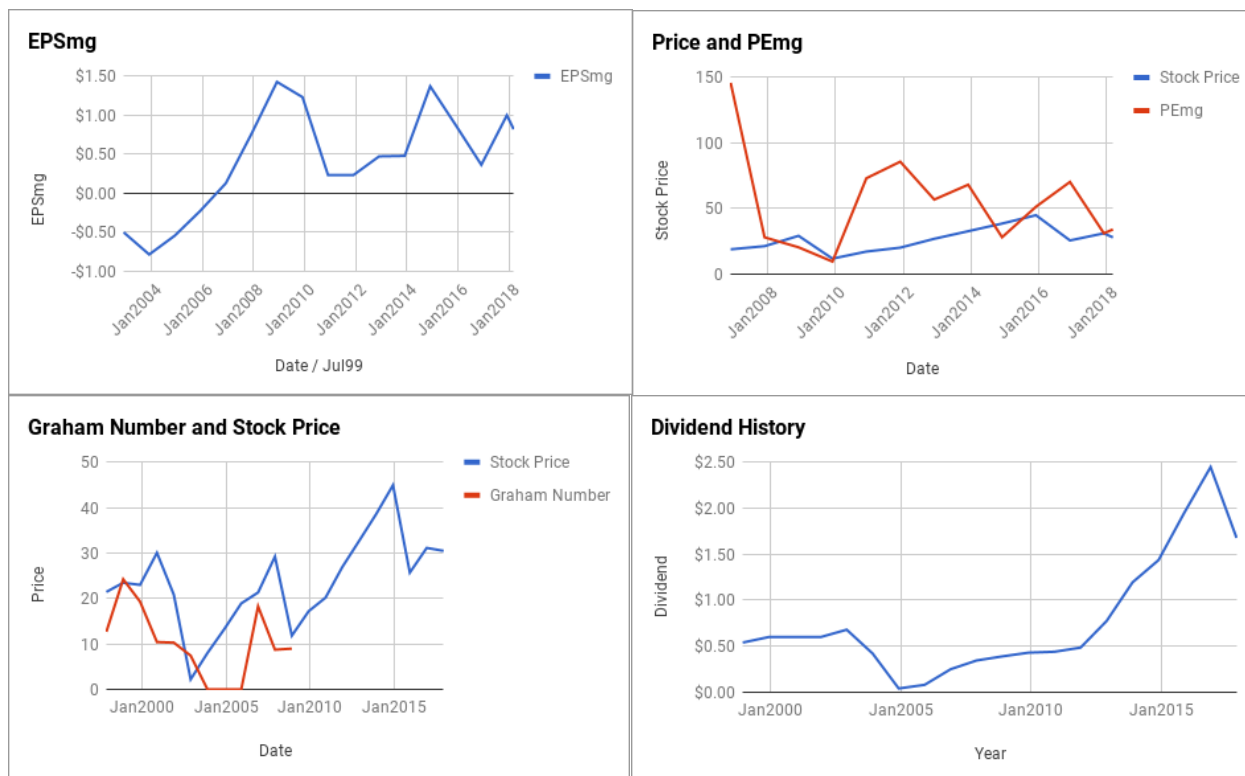 EPSmg
$1.50
$1.00
$0.50
$0.00
-$0.50
-$1.00
EPSmg
EPSmg
Jan2004
Jan2006
Jan2008
Jan2010
Jan2012
Jan2014
Jan2016
Jan2018
Date / Jul99
Price and PEmg
150
100
50
0
Stock Price
Stock Price
PEmg
Jan2008
Jan2010
Jan2012
Jan2014
Jan2016
Jan2018
Date
Graham Number and Stock Price
50
40
30
20
10
0
Price
Stock Price
Graham Number
Jan2000
Jan2005
Jan2010
Jan2015
Date
Dividend History
$2.50
$2.00
$1.50
$1.00
$0.50
$0.00
Dividend
Jan2000
Jan2005
Jan2010
Jan2015
Year